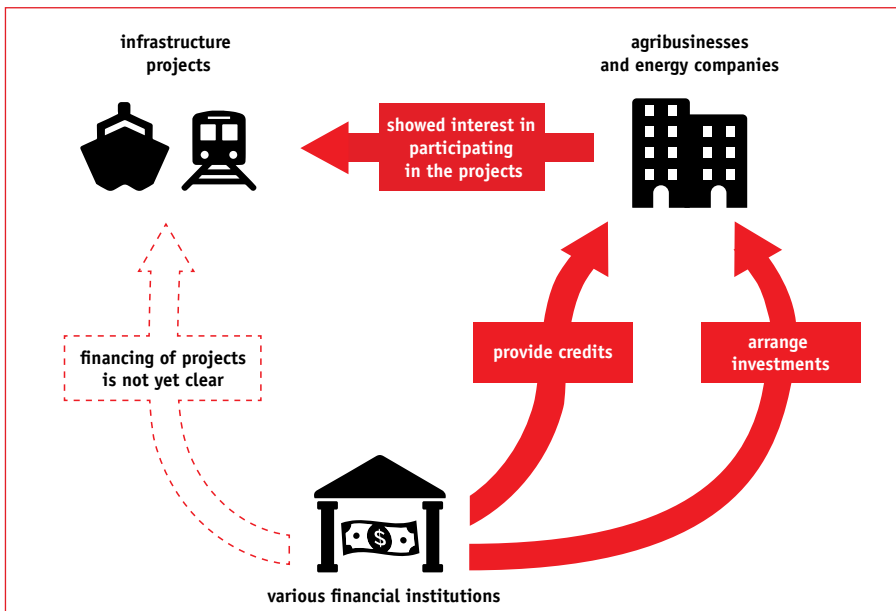 infrastructure
projects
agribusinesses
and energy companies
showed interest in
participating
in the projects
financing of projects
is not yet clear
provide credits
arrange
investments
$
various financial institutions